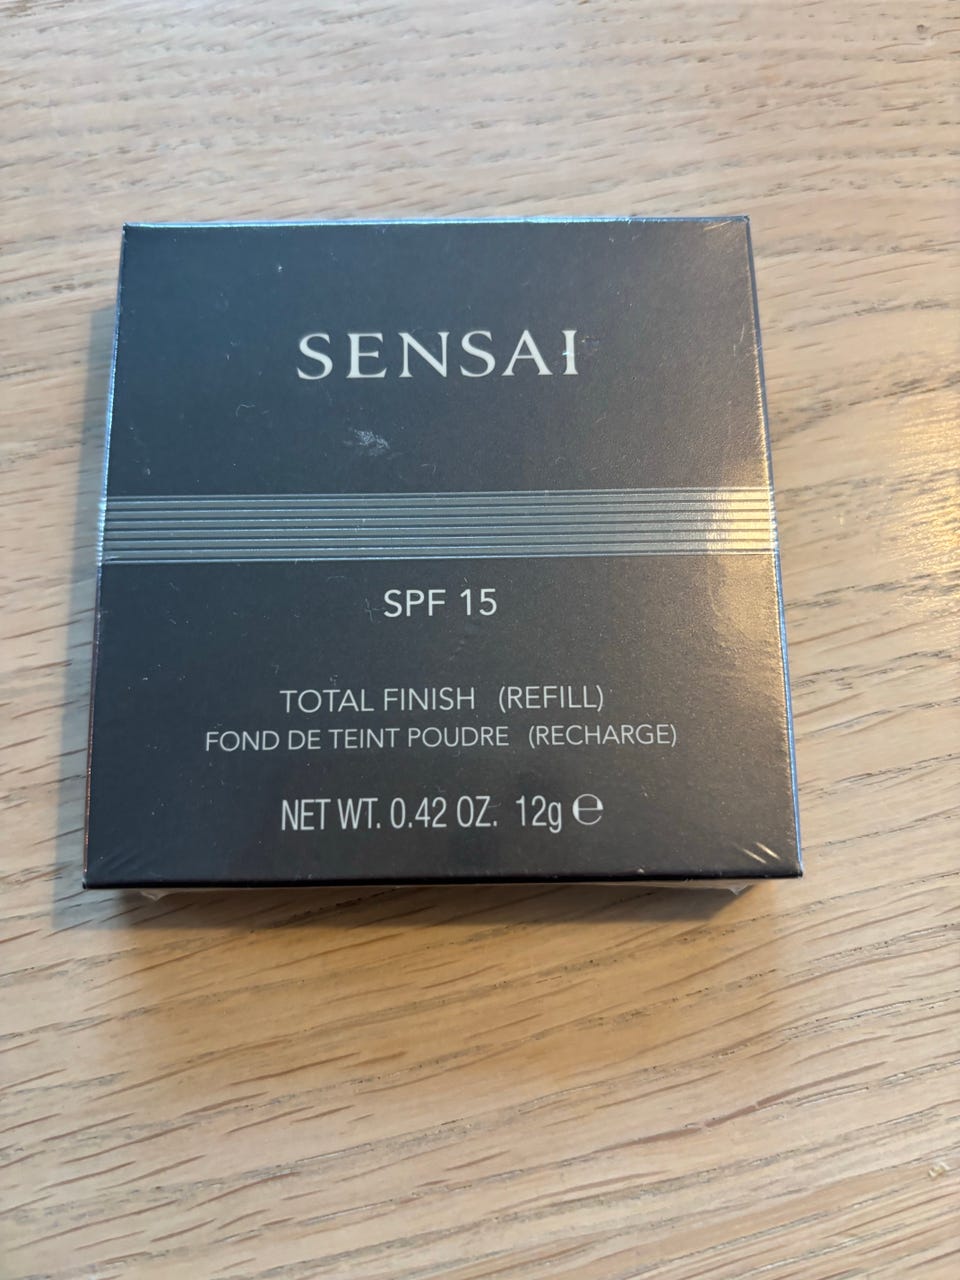 SENSAI
SPF 15
TOTAL FINISH (REFILL)
FOND DE TEINT POUDRE (RECHARGE)
NET WT. 0.42 OZ. 12g ℮